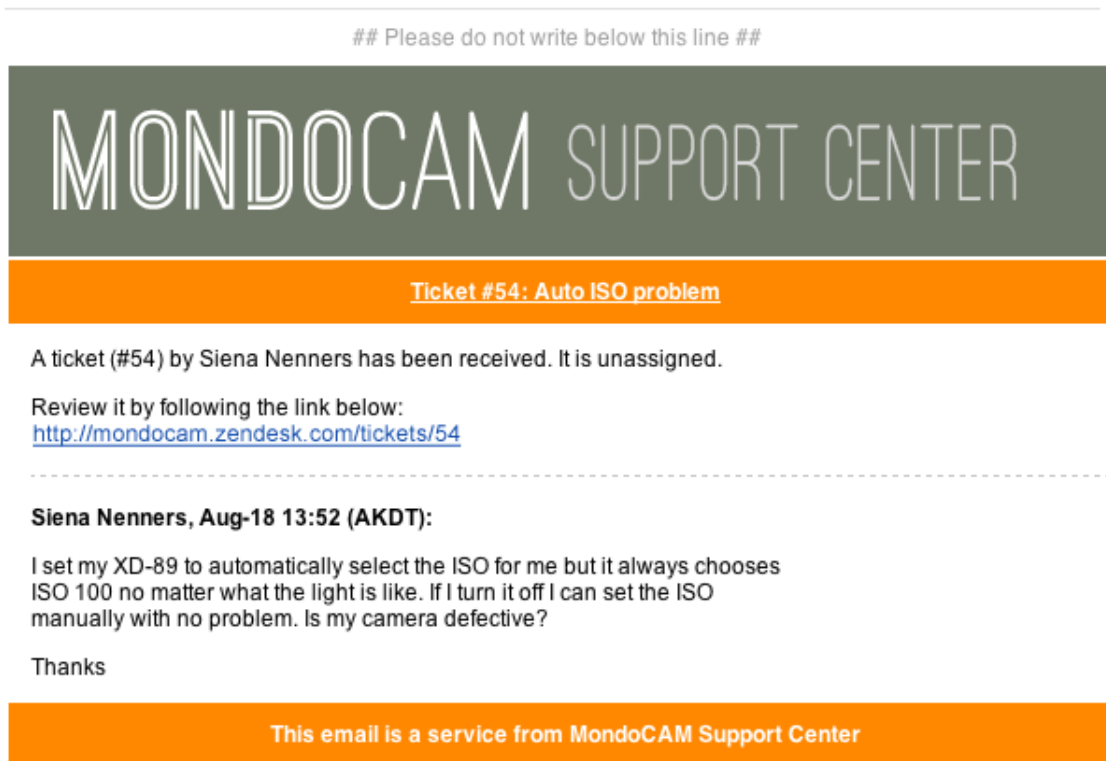 ## Please do not write below this line ##
MONDOCAM SUPPORT CENTER
Ticket #54: Auto ISO problem
A ticket (#54) by Siena Nenners has been received. It is unassigned.
Review it by following the link below:
http://mondocam.zendesk.com/tickets/54
Siena Nenners, Aug-18 13:52 (AKDT):
I set my XD-89 to automatically select the ISO for me but it always chooses
ISO 100 no matter what the light is like. If I turn it off I can set the ISO
manually with no problem. Is my camera defective?
Thanks
This email is a service from MondoCAM Support Center